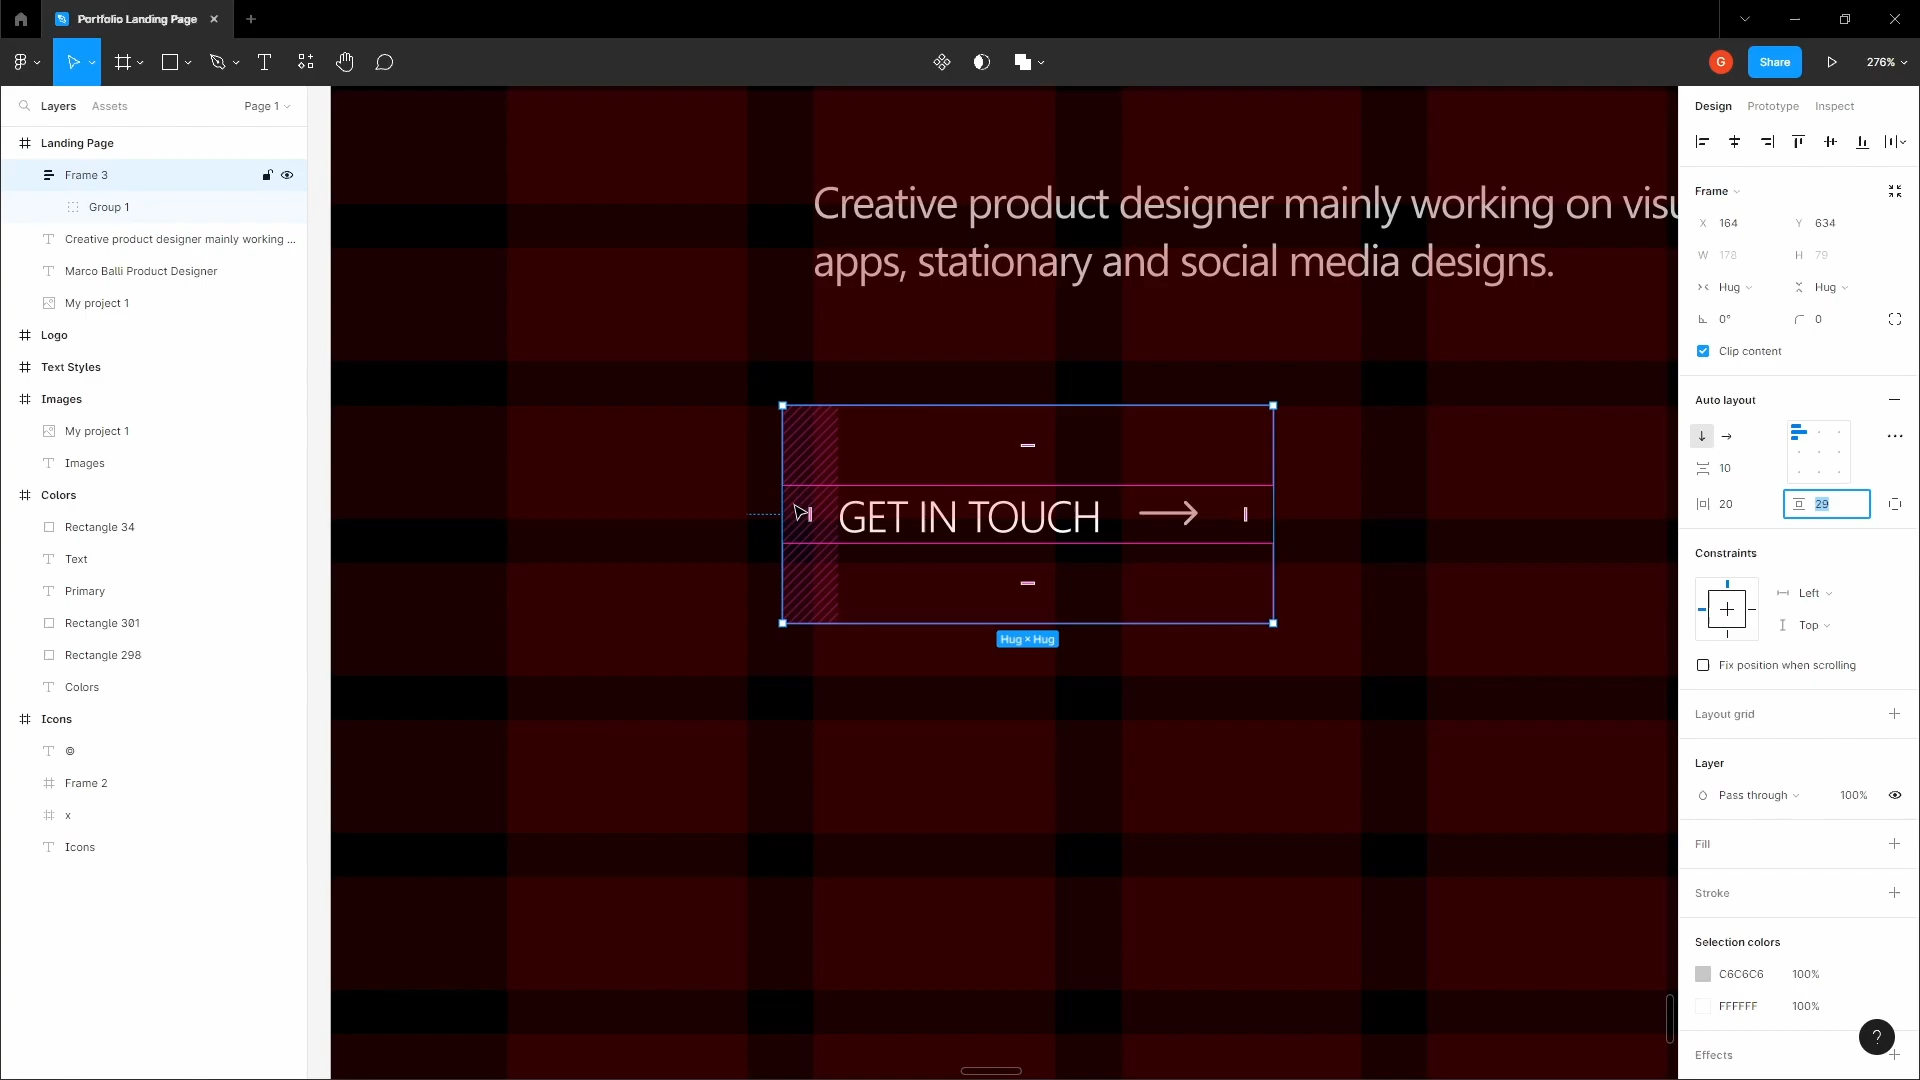 Portfolio Landing Page
G
Share
276%
Layers
Assets
Page 1
Landing Page
Frame 3
Group 1
Creative product designer mainly working ...
Marco Balli Product Designer
My project 1
Logo
Text Styles
Images
My project 1
Images
Colors
Rectangle 34
Text
Primary
Rectangle 301
Rectangle 298
Colors
Icons
©
Frame 2
x
Icons
Creative product designer mainly working on visu
apps, stationary and social media designs.
GET IN TOUCH
Hug × Hug
Design
Prototype
Inspect
Frame
X 164
Y 634
W 178
H 79
Hug
Hug
0°
0
Clip content
Auto layout
10
20
29
Constraints
Left
Top
Fix position when scrolling
Layout grid
Layer
Pass through
100%
Fill
Stroke
Selection colors
C6C6C6
100%
FFFFFF
100%
Effects
?